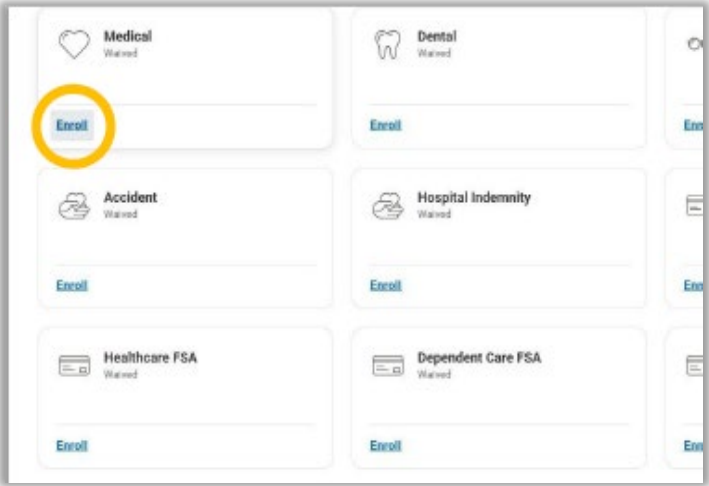 Medical
Waived
Enroll
Dental
Waived
Enroll
Accident
Waived
Enroll
Hospital Indemnity
Waived
Enroll
Healthcare FSA
Waived
Enroll
Dependent Care FSA
Waived
Enroll